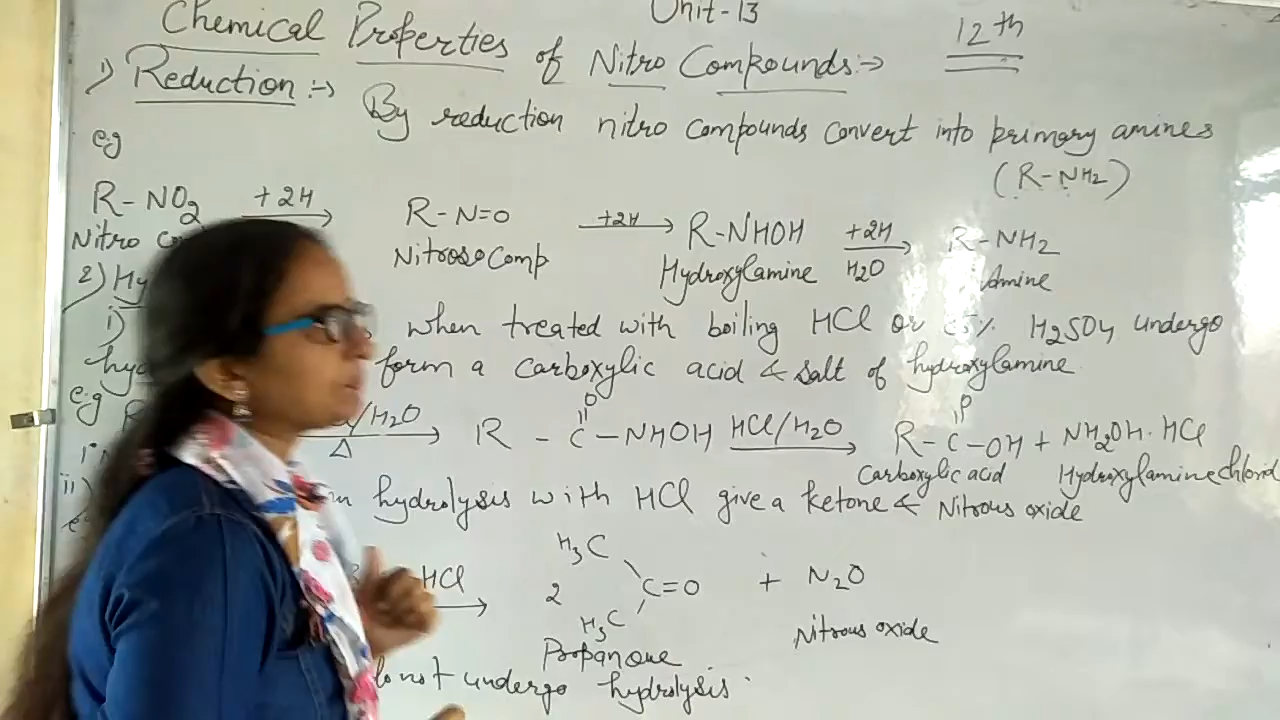 Unit-13
Chemical Properties of Nitro Compounds:→ 12th
1) Reduction :→ By reduction nitro compounds convert into primary amines
(R-NH2)
eg
R-NO2 +2H → R-N=O +2H → R-NHOH +2H H2O → R-NH2
Nitro Nitroso Comp Hydroxylamine Amine
2) Hy
i) when treated with boiling HCl or % H2SO4 undergo
form a carboxylic acid & salt of hydroxylamine
e.g /H2O Δ → R-C(=O)-NHOH HCl/H2O → R-C(=O)-OH + NH2OH·HCl
Carboxylic acid Hydroxylamine chlorid
ii) hydrolysis with HCl give a ketone & Nitrous oxide
HCl → 2 H3C H3C C=O + N2O
Propanone Nitrous oxide
not undergo hydrolysis.